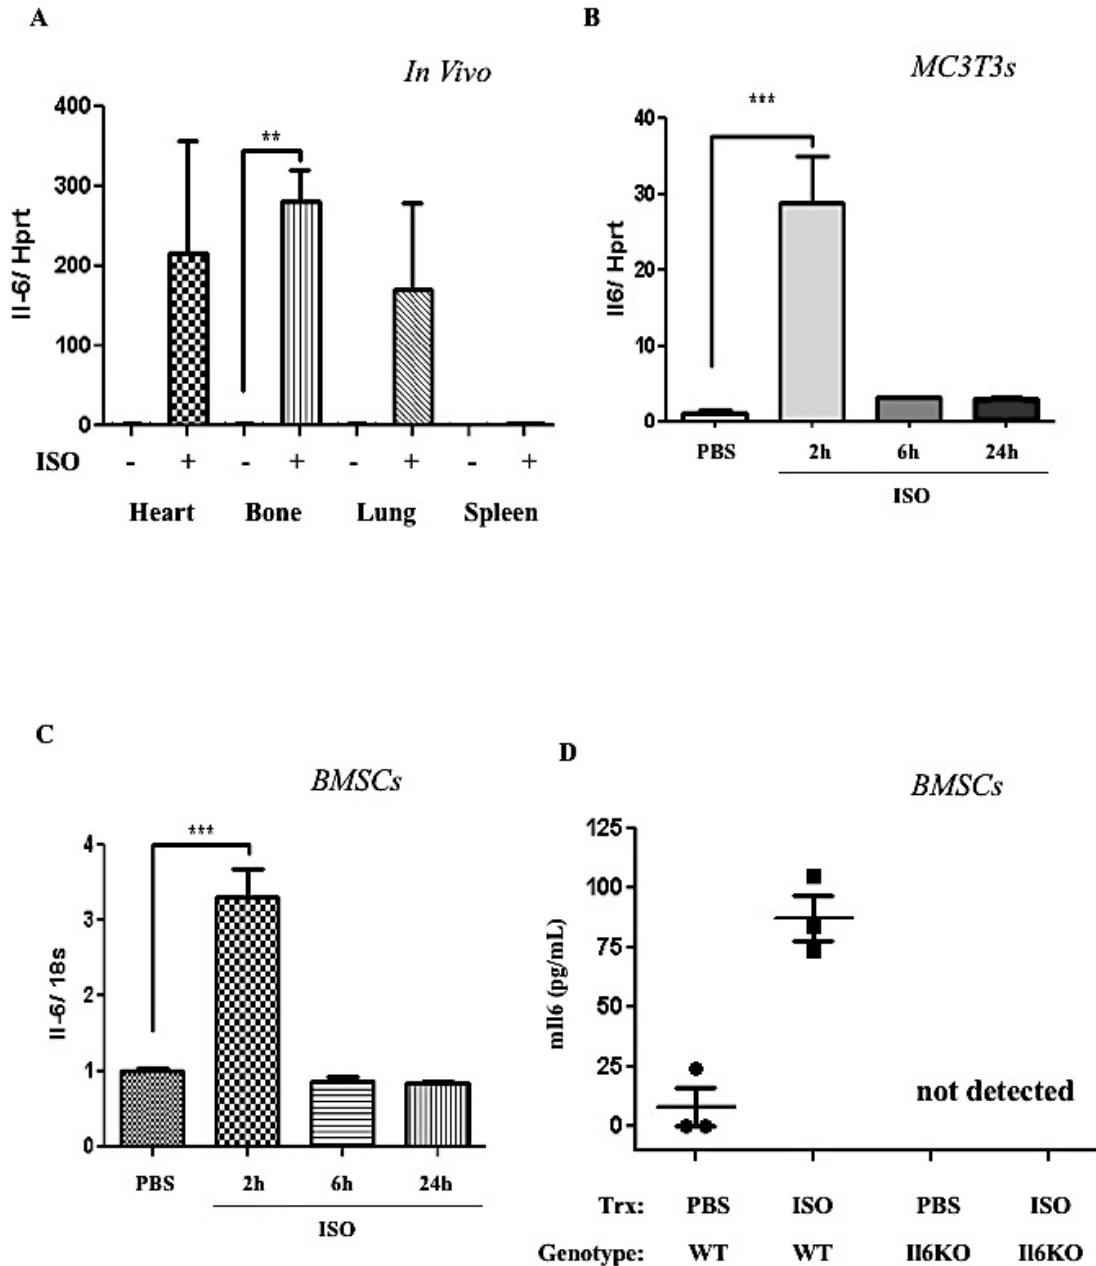 A
In Vivo
Il-6/ Hprt
400
300
200
100
0
**
ISO - + - + - + - +
Heart Bone Lung Spleen
B
MC3T3s
Il6/ Hprt
40
30
20
10
0
***
PBS 2h 6h 24h
ISO
C
BMSCs
Il-6/ 18s
4
3
2
1
0
***
PBS 2h 6h 24h
ISO
D
BMSCs
mIl6 (pg/mL)
125
100
75
50
25
0
not detected
Trx: PBS ISO PBS ISO
Genotype: WT WT Il6KO Il6KO